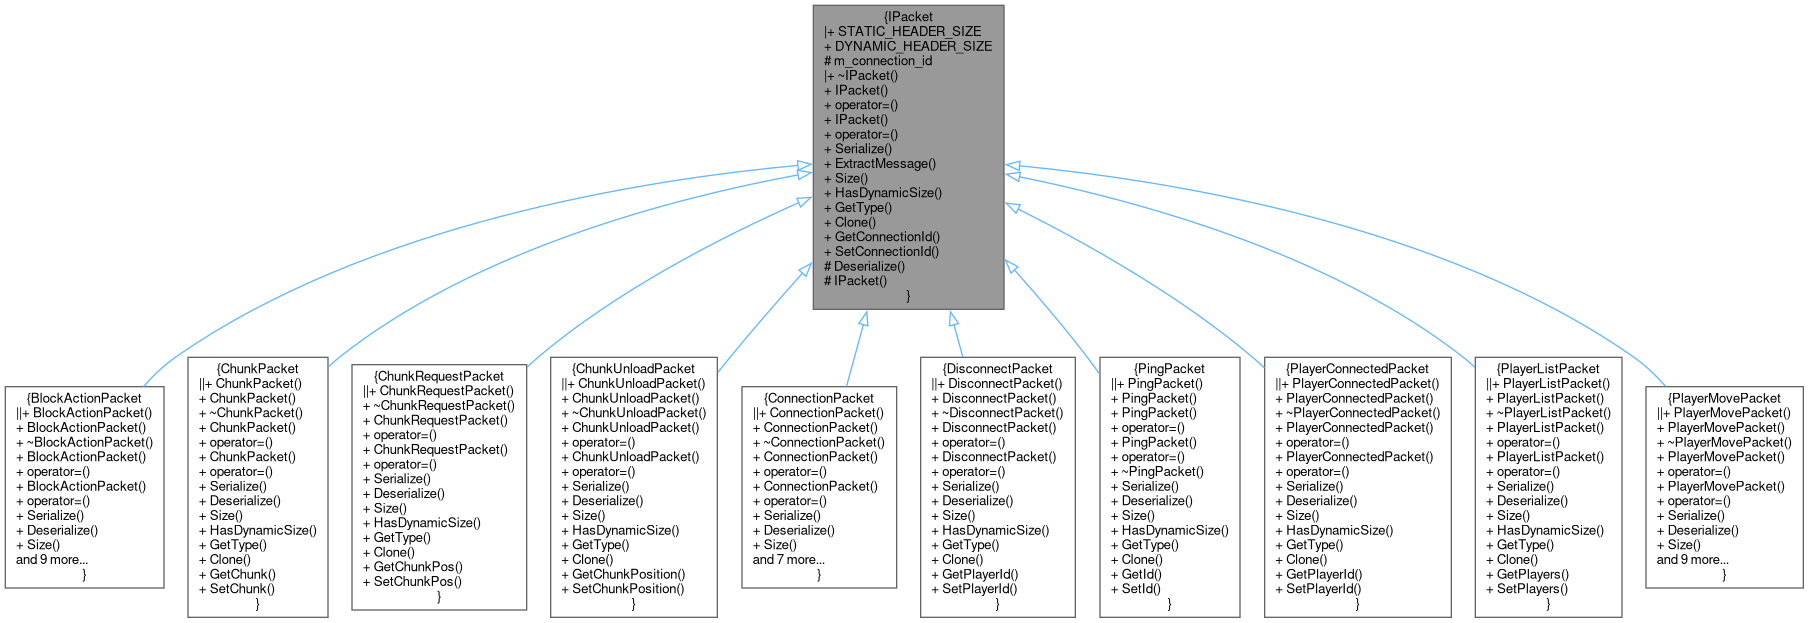 {IPacket
|+ STATIC_HEADER_SIZE
+ DYNAMIC_HEADER_SIZE
# m_connection_id
|+ ~IPacket()
+ IPacket()
+ operator=()
+ IPacket()
+ operator=()
+ Serialize()
+ ExtractMessage()
+ Size()
+ HasDynamicSize()
+ GetType()
+ Clone()
+ GetConnectionId()
+ SetConnectionId()
# Deserialize()
# IPacket()
}
{BlockActionPacket
||+ BlockActionPacket()
+ BlockActionPacket()
+ ~BlockActionPacket()
+ BlockActionPacket()
+ operator=()
+ BlockActionPacket()
+ operator=()
+ Serialize()
+ Deserialize()
+ Size()
and 9 more...
}
{ChunkPacket
||+ ChunkPacket()
+ ChunkPacket()
+ ~ChunkPacket()
+ ChunkPacket()
+ operator=()
+ ChunkPacket()
+ operator=()
+ Serialize()
+ Deserialize()
+ Size()
+ HasDynamicSize()
+ GetType()
+ Clone()
+ GetChunk()
+ SetChunk()
}
{ChunkRequestPacket
||+ ChunkRequestPacket()
+ ~ChunkRequestPacket()
+ ChunkRequestPacket()
+ operator=()
+ ChunkRequestPacket()
+ operator=()
+ Serialize()
+ Deserialize()
+ Size()
+ HasDynamicSize()
+ GetType()
+ Clone()
+ GetChunkPos()
+ SetChunkPos()
}
{ChunkUnloadPacket
||+ ChunkUnloadPacket()
+ ChunkUnloadPacket()
+ ~ChunkUnloadPacket()
+ ChunkUnloadPacket()
+ operator=()
+ ChunkUnloadPacket()
+ operator=()
+ Serialize()
+ Deserialize()
+ Size()
+ HasDynamicSize()
+ GetType()
+ Clone()
+ GetChunkPosition()
+ SetChunkPosition()
}
{ConnectionPacket
||+ ConnectionPacket()
+ ConnectionPacket()
+ ~ConnectionPacket()
+ ConnectionPacket()
+ operator=()
+ ConnectionPacket()
+ operator=()
+ Serialize()
+ Deserialize()
+ Size()
and 7 more...
}
{DisconnectPacket
||+ DisconnectPacket()
+ DisconnectPacket()
+ ~DisconnectPacket()
+ DisconnectPacket()
+ operator=()
+ DisconnectPacket()
+ operator=()
+ Serialize()
+ Deserialize()
+ Size()
+ HasDynamicSize()
+ GetType()
+ Clone()
+ GetPlayerId()
+ SetPlayerId()
}
{PingPacket
||+ PingPacket()
+ PingPacket()
+ PingPacket()
+ operator=()
+ PingPacket()
+ operator=()
+ ~PingPacket()
+ Serialize()
+ Deserialize()
+ Size()
+ HasDynamicSize()
+ GetType()
+ Clone()
+ GetId()
+ SetId()
}
{PlayerConnectedPacket
||+ PlayerConnectedPacket()
+ PlayerConnectedPacket()
+ ~PlayerConnectedPacket()
+ PlayerConnectedPacket()
+ operator=()
+ PlayerConnectedPacket()
+ operator=()
+ Serialize()
+ Deserialize()
+ Size()
+ HasDynamicSize()
+ GetType()
+ Clone()
+ GetPlayerId()
+ SetPlayerId()
}
{PlayerListPacket
||+ PlayerListPacket()
+ PlayerListPacket()
+ ~PlayerListPacket()
+ PlayerListPacket()
+ operator=()
+ PlayerListPacket()
+ operator=()
+ Serialize()
+ Deserialize()
+ Size()
+ HasDynamicSize()
+ GetType()
+ Clone()
+ GetPlayers()
+ SetPlayers()
}
{PlayerMovePacket
||+ PlayerMovePacket()
+ PlayerMovePacket()
+ ~PlayerMovePacket()
+ PlayerMovePacket()
+ operator=()
+ PlayerMovePacket()
+ operator=()
+ Serialize()
+ Deserialize()
+ Size()
and 9 more...
}